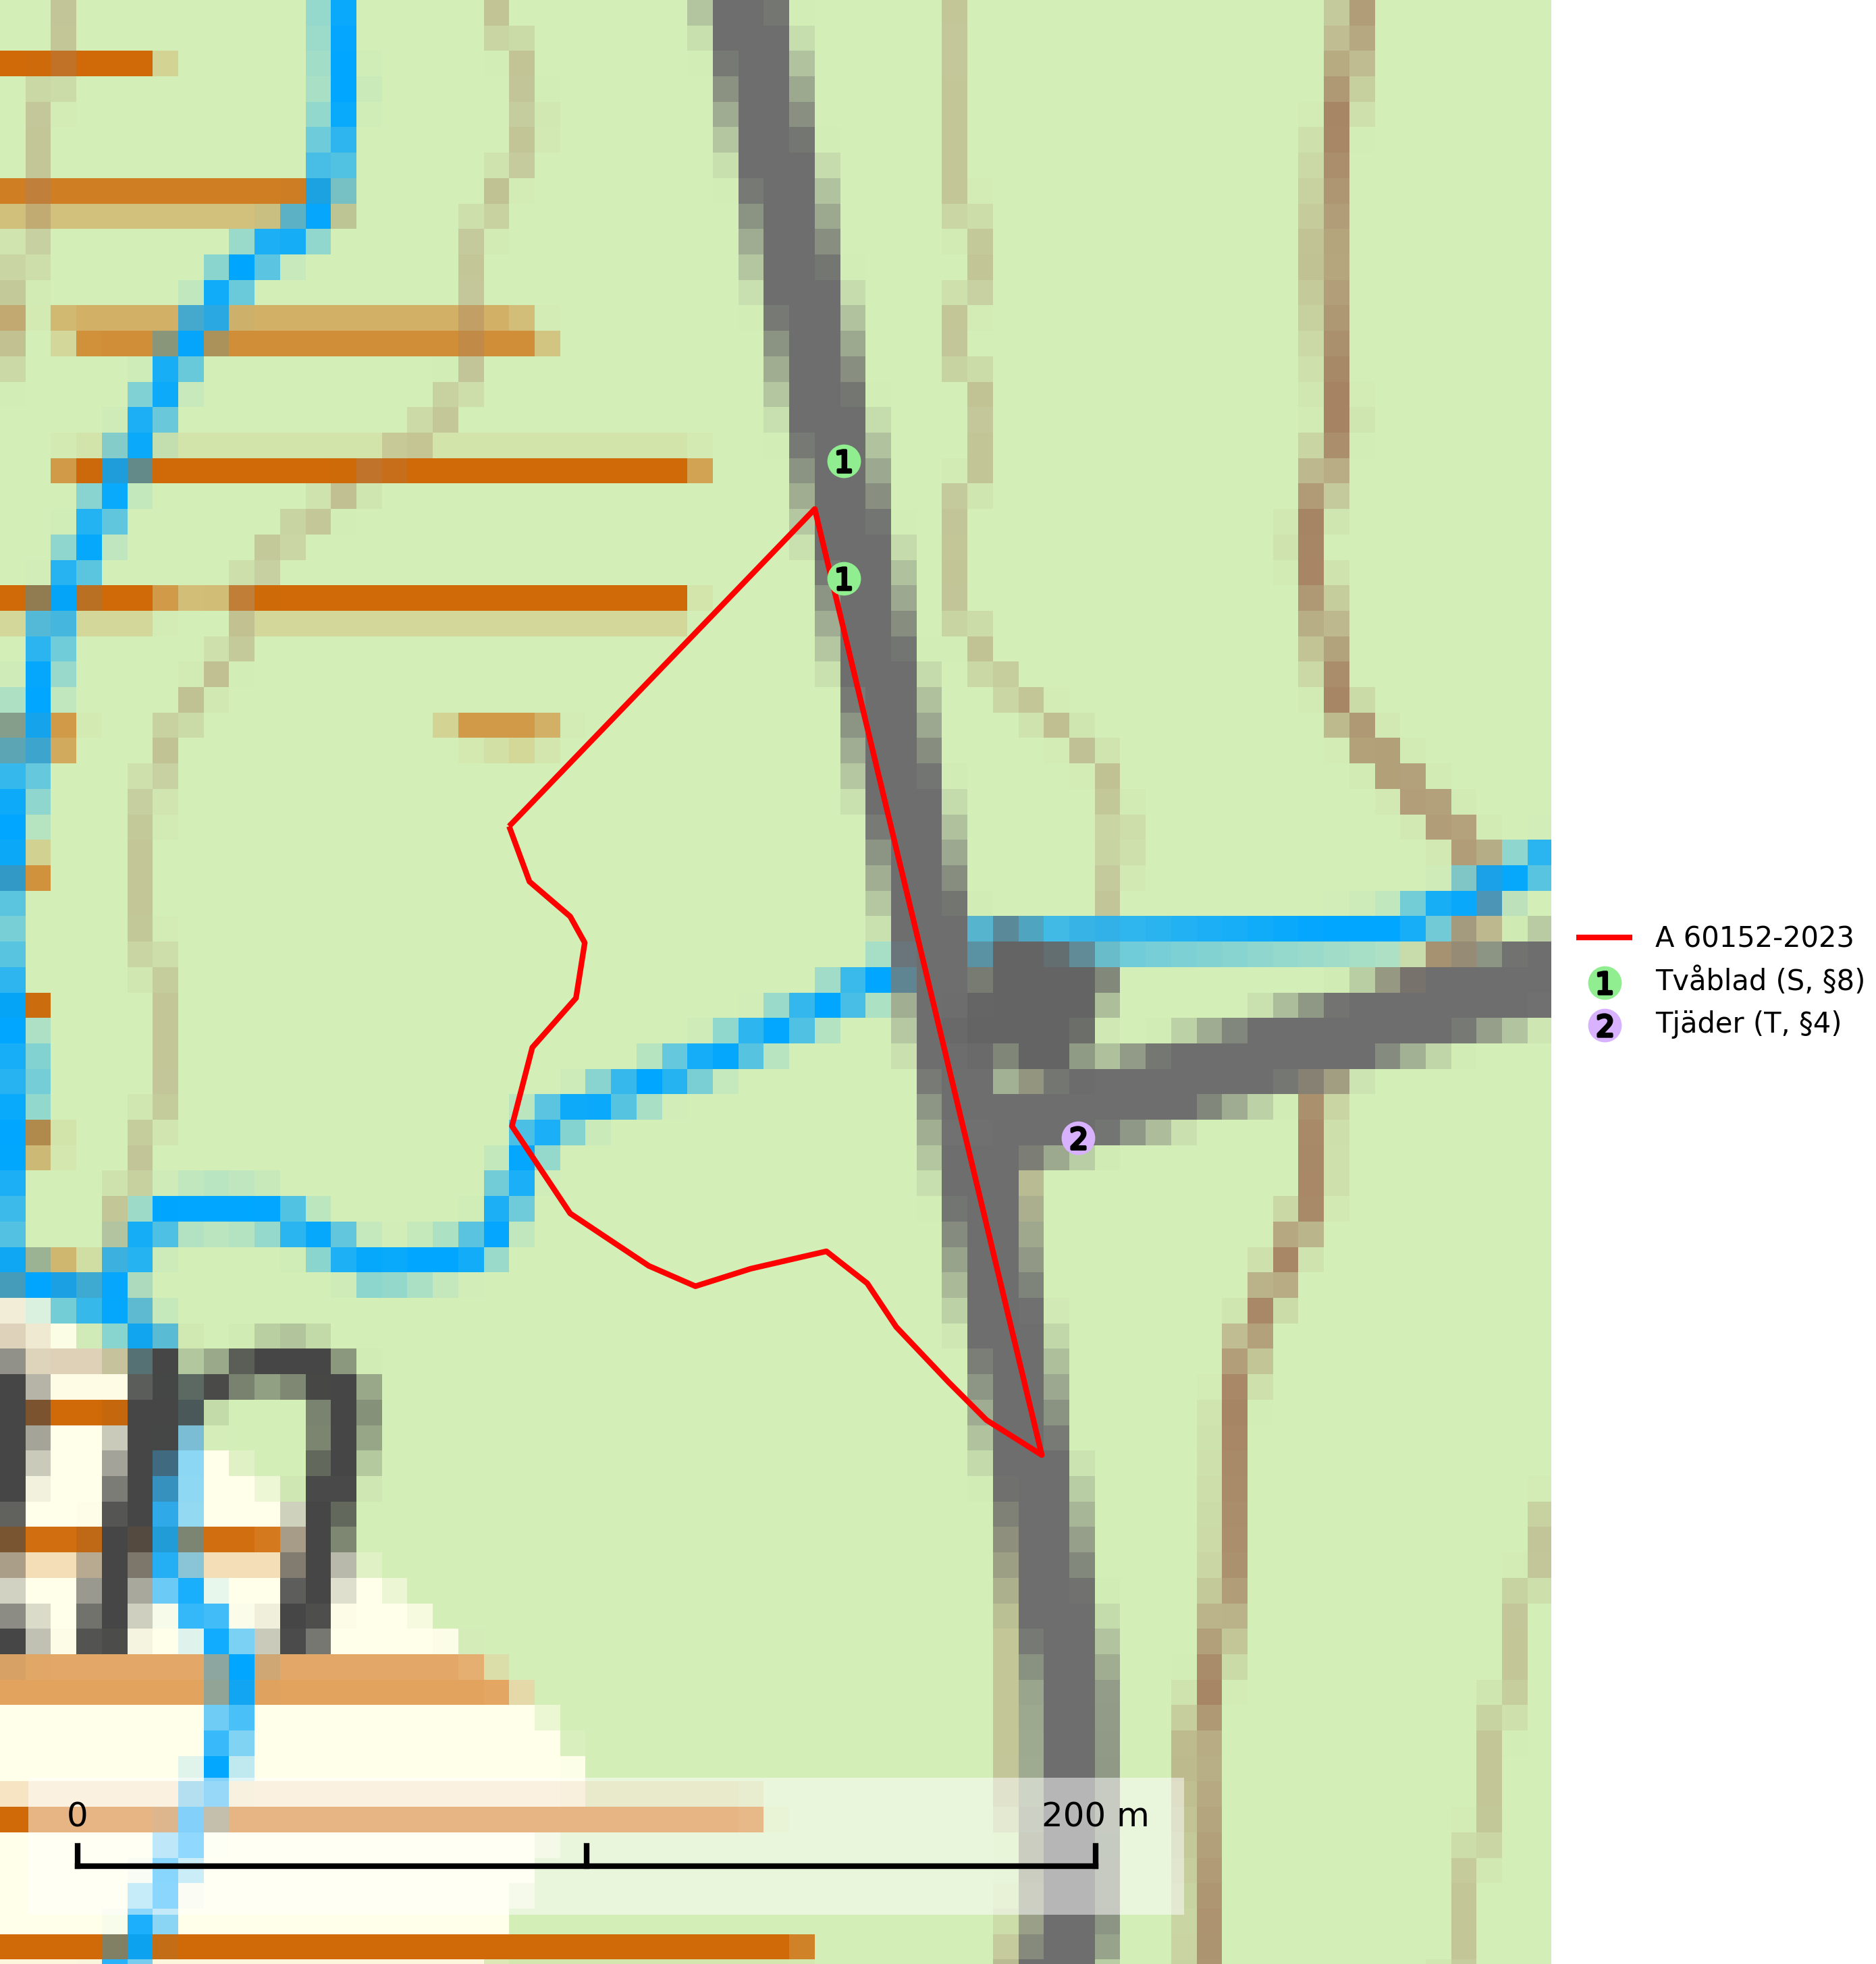 1
1
2
A 60152-2023
1 Tvåblad (S, §8)
2 Tjäder (T, §4)
0 200 m